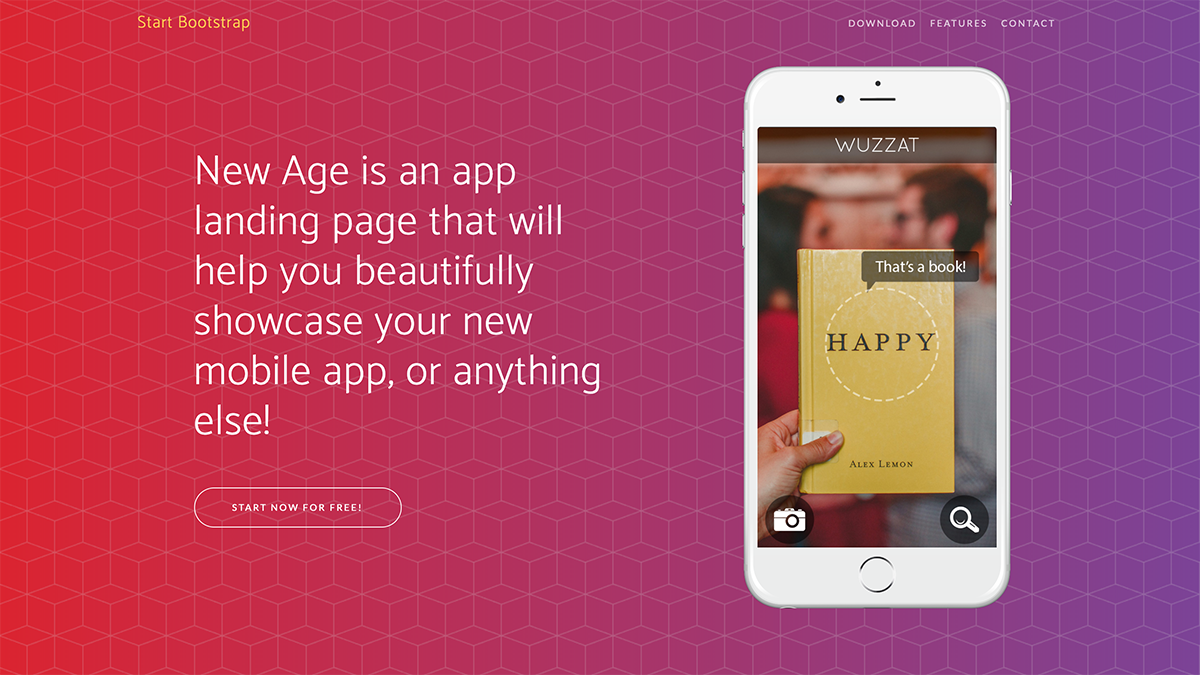 Start Bootstrap
DOWNLOAD FEATURES CONTACT
New Age is an app
landing page that will
help you beautifully
showcase your new
mobile app, or anything
else!
START NOW FOR FREE!
WUZZAT
That's a book!
HAPPY
ALEX LEMON